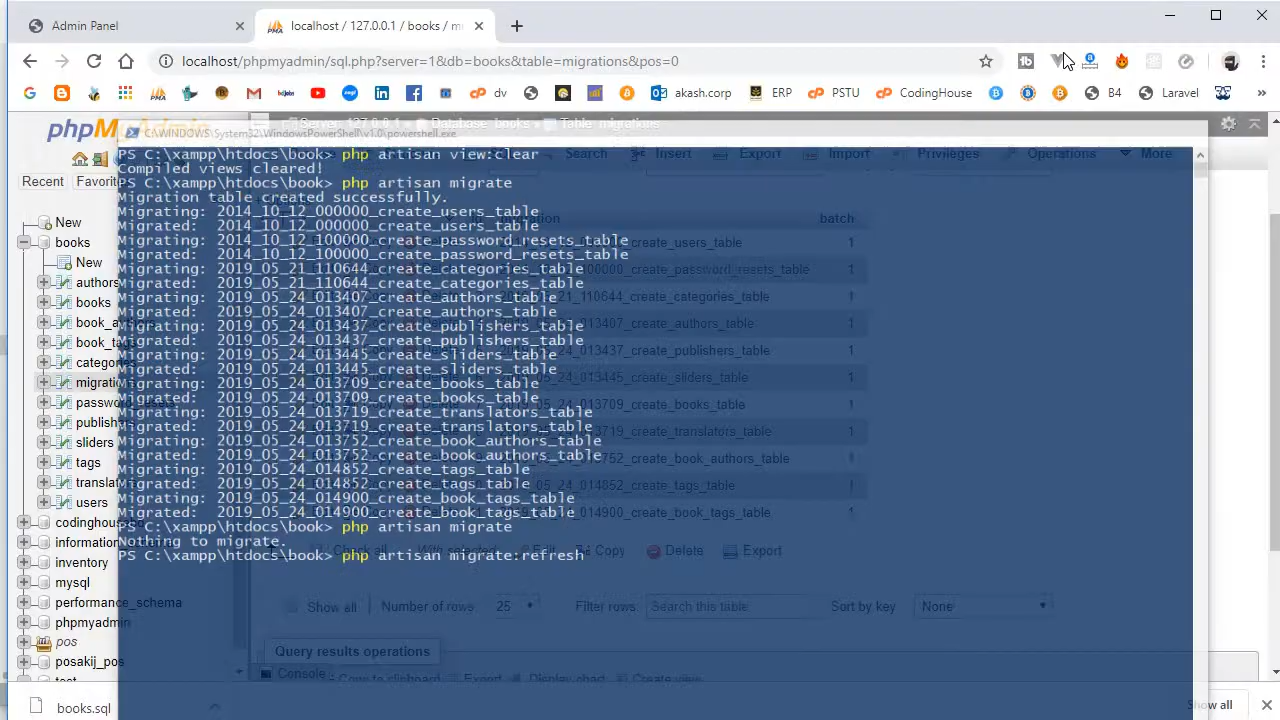 Admin Panel
localhost / 127.0.0.1 / books / m
localhost/phpmyadmin/sql.php?server=1&db=books&table=migrations&pos=0
dv
akash.corp
ERP
PSTU
CodingHouse
B4
Laravel
phpM
Server: 127.0.0.1
Database: books
Table: migrations
C:\WINDOWS\System32\WindowsPowerShell\v1.0\powershell.exe
Search
Insert
Export
Import
Privileges
Operations
More
Recent
Favorit
New
books
New
authors
books
book_a
book_tag
categories
migrati
password_resets
publish
sliders
tags
translat
users
codinghouse
information
inventory
mysql
performance_schema
phpmyadmin
pos
posakij_pos
test
PS C:\xampp\htdocs\book> php artisan view:clear
Compiled views cleared!
PS C:\xampp\htdocs\book> php artisan migrate
Migration table created successfully.
Migrating: 2014_10_12_000000_create_users_table
Migrated: 2014_10_12_000000_create_users_table
Migrating: 2014_10_12_100000_create_password_resets_table
Migrated: 2014_10_12_100000_create_password_resets_table
Migrating: 2019_05_21_110644_create_categories_table
Migrated: 2019_05_21_110644_create_categories_table
Migrating: 2019_05_24_013407_create_authors_table
Migrated: 2019_05_24_013407_create_authors_table
Migrating: 2019_05_24_013437_create_publishers_table
Migrated: 2019_05_24_013437_create_publishers_table
Migrating: 2019_05_24_013445_create_sliders_table
Migrated: 2019_05_24_013445_create_sliders_table
Migrating: 2019_05_24_013709_create_books_table
Migrated: 2019_05_24_013709_create_books_table
Migrating: 2019_05_24_013719_create_translators_table
Migrated: 2019_05_24_013719_create_translators_table
Migrating: 2019_05_24_013752_create_book_authors_table
Migrated: 2019_05_24_013752_create_book_authors_table
Migrating: 2019_05_24_014852_create_tags_table
Migrated: 2019_05_24_014852_create_tags_table
Migrating: 2019_05_24_014900_create_book_tags_table
Migrated: 2019_05_24_014900_create_book_tags_table
PS C:\xampp\htdocs\book> php artisan migrate
Nothing to migrate.
PS C:\xampp\htdocs\book> php artisan migrate:refresh
batch
1
1
1
1
1
1
1
1
1
1
1
Check all
With selected:
Copy
Delete
Export
Show all
Number of rows:
25
Filter rows:
Search this table
Sort by key
None
Query results operations
Console
Copy to clipboard
Export
Display chart
Create view
books.sql
Show all